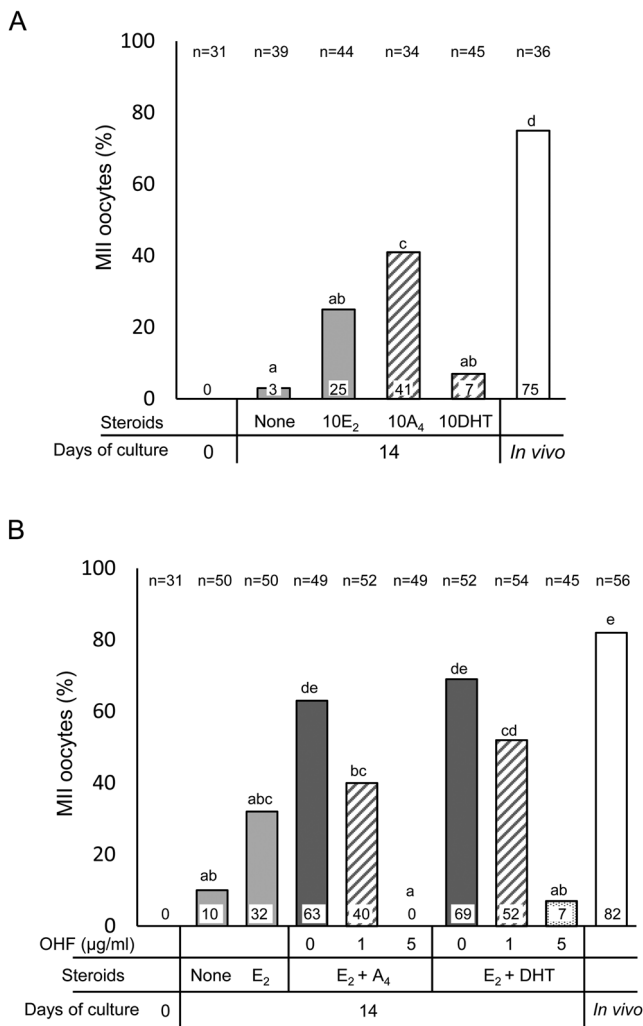 A
100
n=31 n=39 n=44 n=34 n=45 n=36
d
80
MII oocytes (%)
60
c
40
ab
20
a ab
0 0 3 25 41 7 75
Steroids None 10E₂ 10A₄ 10DHT
Days of culture 0 14 In vivo
B
100
n=31 n=50 n=50 n=49 n=52 n=49 n=52 n=54 n=45 n=56
e
80
de de
MII oocytes (%)
60
cd
bc
40
abc
20
ab a ab
0 0 10 32 63 40 0 69 52 7 82
OHF (µg/ml) 0 1 5 0 1 5
Steroids None E₂ E₂ + A₄ E₂ + DHT
Days of culture 0 14 In vivo